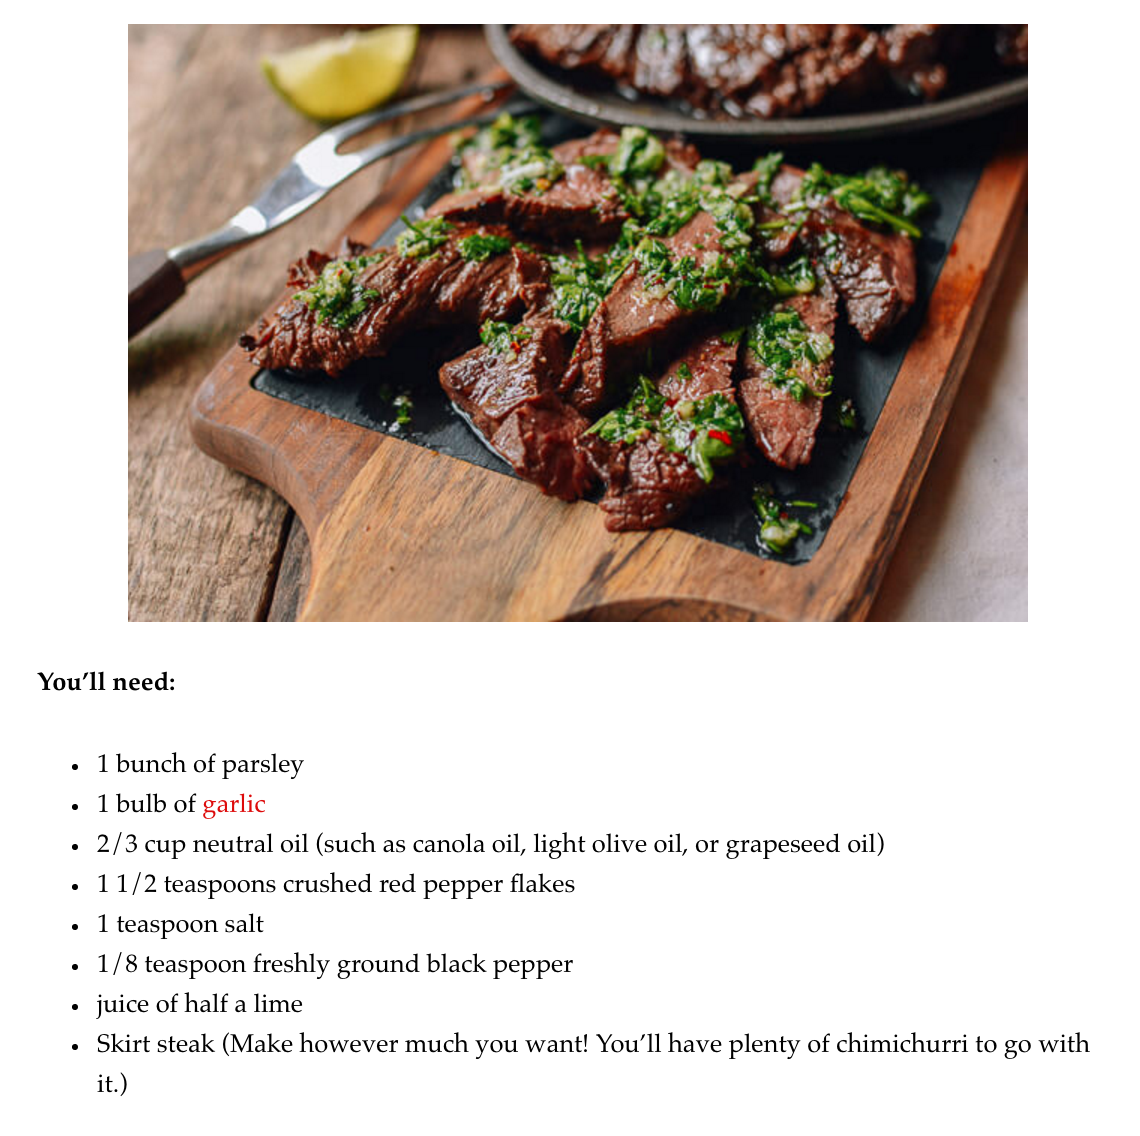 You’ll need:
• 1 bunch of parsley
• 1 bulb of garlic
• 2/3 cup neutral oil (such as canola oil, light olive oil, or grapeseed oil)
• 1 1/2 teaspoons crushed red pepper flakes
• 1 teaspoon salt
• 1/8 teaspoon freshly ground black pepper
• juice of half a lime
• Skirt steak (Make however much you want! You’ll have plenty of chimichurri to go with
it.)